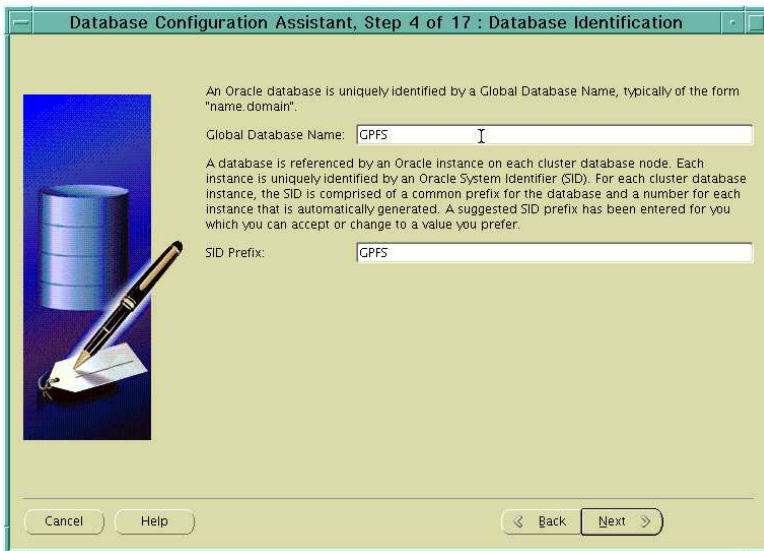 Database Configuration Assistant, Step 4 of 17 : Database Identification
An Oracle database is uniquely identified by a Global Database Name, typically of the form
"name.domain".
Global Database Name: GPFS
A database is referenced by an Oracle instance on each cluster database node. Each
instance is uniquely identified by an Oracle System Identifier (SID). For each cluster database
instance, the SID is comprised of a common prefix for the database and a number for each
instance that is automatically generated. A suggested SID prefix has been entered for you
which you can accept or change to a value you prefer.
SID Prefix: GPFS
Cancel Help Back Next